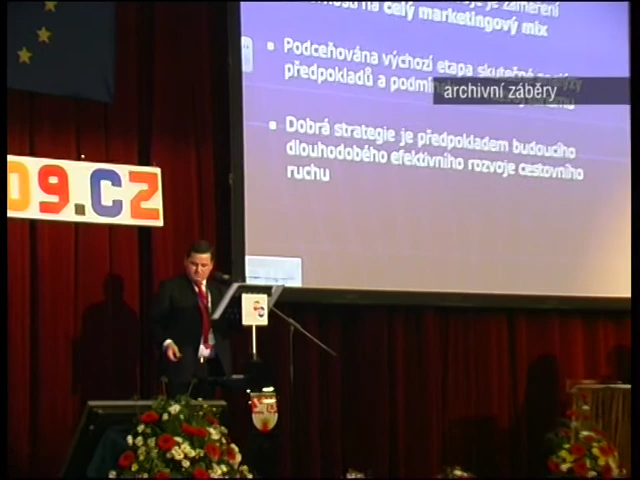 na celý marketingový mix
Podceňována výchozí etapa skutečné
předpokladů a
archivní záběry
Dobrá strategie je předpokladem budoucího
dlouhodobého efektivního rozvoje cestovního
ruchu
09.CZ